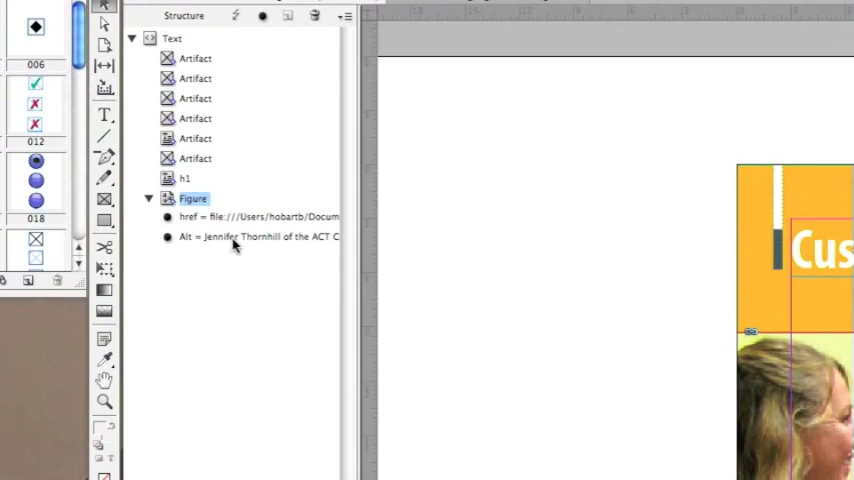 Structure
Text
Artifact
Artifact
Artifact
Artifact
Artifact
Artifact
h1
Figure
href = file:///Users/hobartb/Docum
Alt = Jennifer Thornhill of the ACT C
006
012
018
Cus